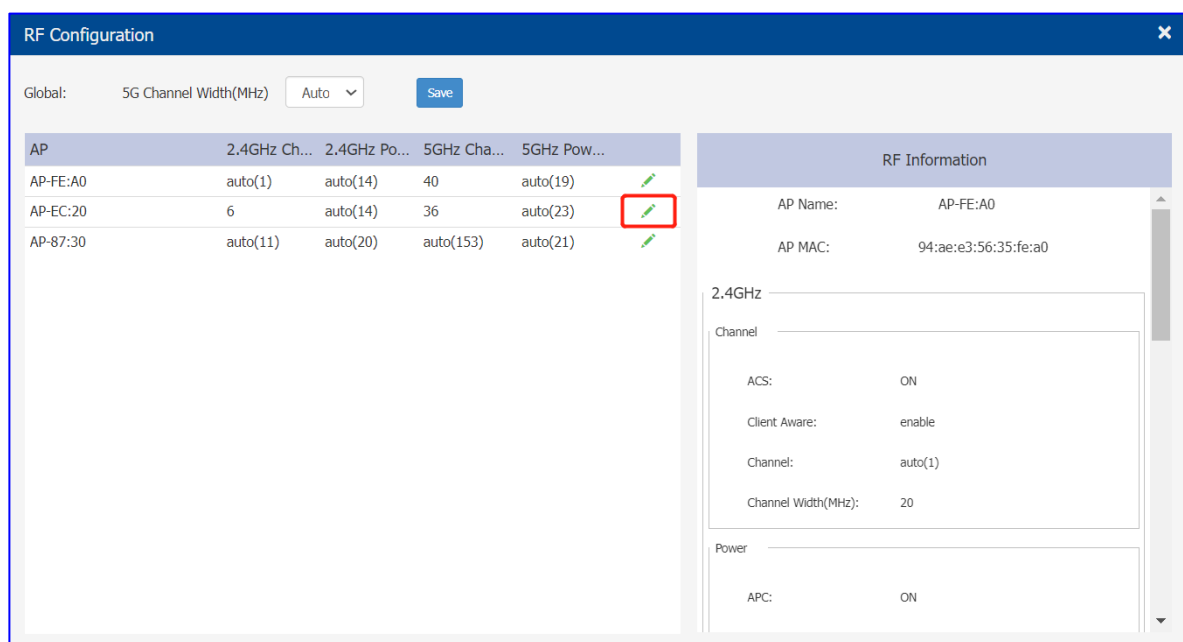 RF Configuration
Global: 5G Channel Width(MHz) Auto Save
AP 2.4GHz Ch... 2.4GHz Po... 5GHz Cha... 5GHz Pow...
AP-FE:A0 auto(1) auto(14) 40 auto(19)
AP-EC:20 6 auto(14) 36 auto(23)
AP-87:30 auto(11) auto(20) auto(153) auto(21)
RF Information
AP Name: AP-FE:A0
AP MAC: 94:ae:e3:56:35:fe:a0
2.4GHz
Channel
ACS: ON
Client Aware: enable
Channel: auto(1)
Channel Width(MHz): 20
Power
APC: ON